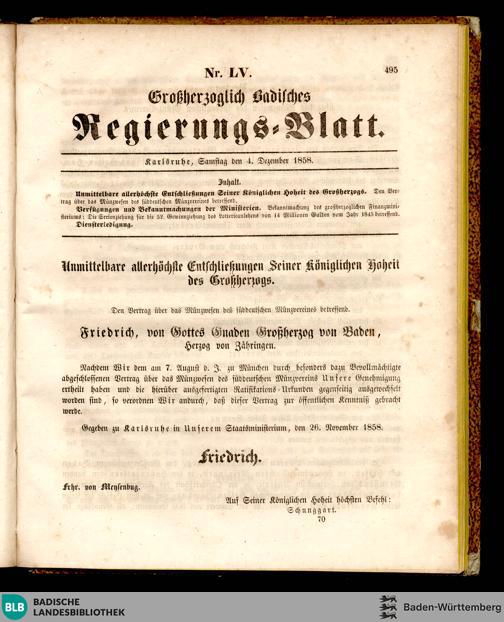 Nr. LV.
495
Großherzoglich Badisches
Regierungs-Blatt.
Karlsruhe, Samstag den 4. Dezember 1858.
Inhalt.
Unmittelbare allerhöchste Entschließungen Seiner Königlichen Hoheit des Großherzogs. Den Ver-
trag über das Münzwesen des süddeutschen Münzvereines betreffend.
Verfügungen und Bekanntmachungen der Ministerien. Bekanntmachung des großherzoglichen Finanzmini-
steriums: Die Serienziehung für die 52. Gewinnziehung des Lotterieanlehens von 14 Millionen Gulden vom Jahr 1845 betreffend.
Diensterledigung.
Unmittelbare allerhöchste Entschließungen Seiner Königlichen Hoheit
des Großherzogs.
Den Vertrag über das Münzwesen des süddeutschen Münzvereines betreffend.
Friedrich, von Gottes Gnaden Großherzog von Baden,
Herzog von Zähringen.
Nachdem Wir dem am 7. August d. J. zu München durch besonders dazu Bevollmächtigte
abgeschlossenen Vertrag über das Münzwesen des süddeutschen Münzvereins Unsere Genehmigung
ertheilt haben und die hierüber ausgefertigten Ratifikations-Urkunden gegenseitig ausgewechselt
worden sind, so verordnen Wir andurch, daß dieser Vertrag zur öffentlichen Kenntniß gebracht
werde.
Gegeben zu Karlsruhe in Unserem Staatsministerium, den 26. November 1858.
Friedrich.
Frhr. von Meysenbug.
Auf Seiner Königlichen Hoheit höchsten Befehl:
Schunggart.
70
BLB BADISCHE
LANDESBIBLIOTHEK
Baden-Württemberg